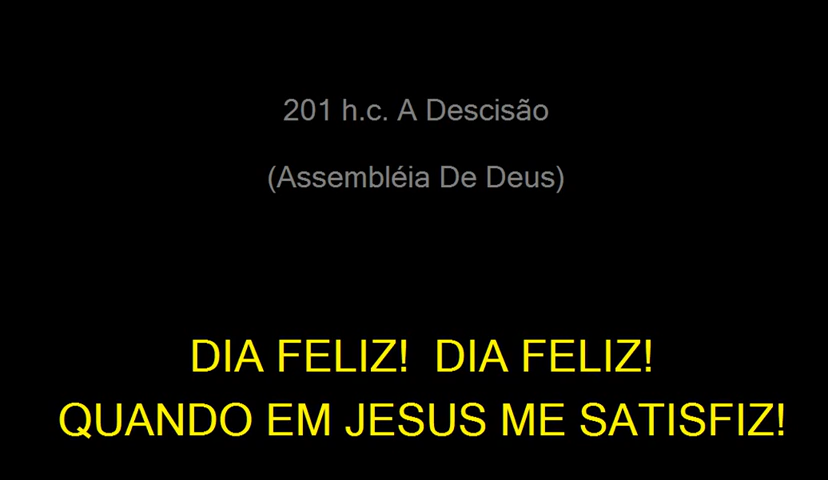 201 h.c. A Descisão
(Assembléia De Deus)
DIA FELIZ!  DIA FELIZ!
QUANDO EM JESUS ME SATISFIZ!